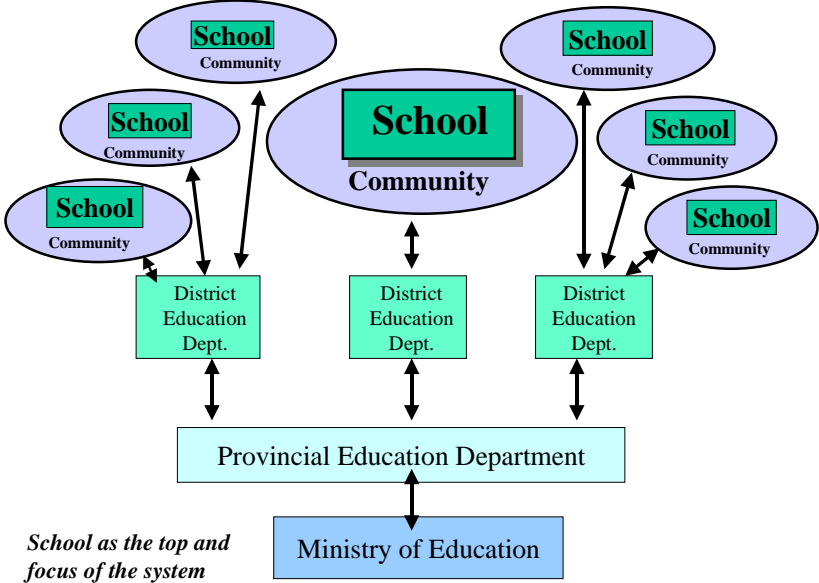 School
Community
School
Community
School
Community
School
Community
School
Community
School
Community
School
Community
District
Education
Dept.
District
Education
Dept.
District
Education
Dept.
Provincial Education Department
Ministry of Education
School as the top and
focus of the system